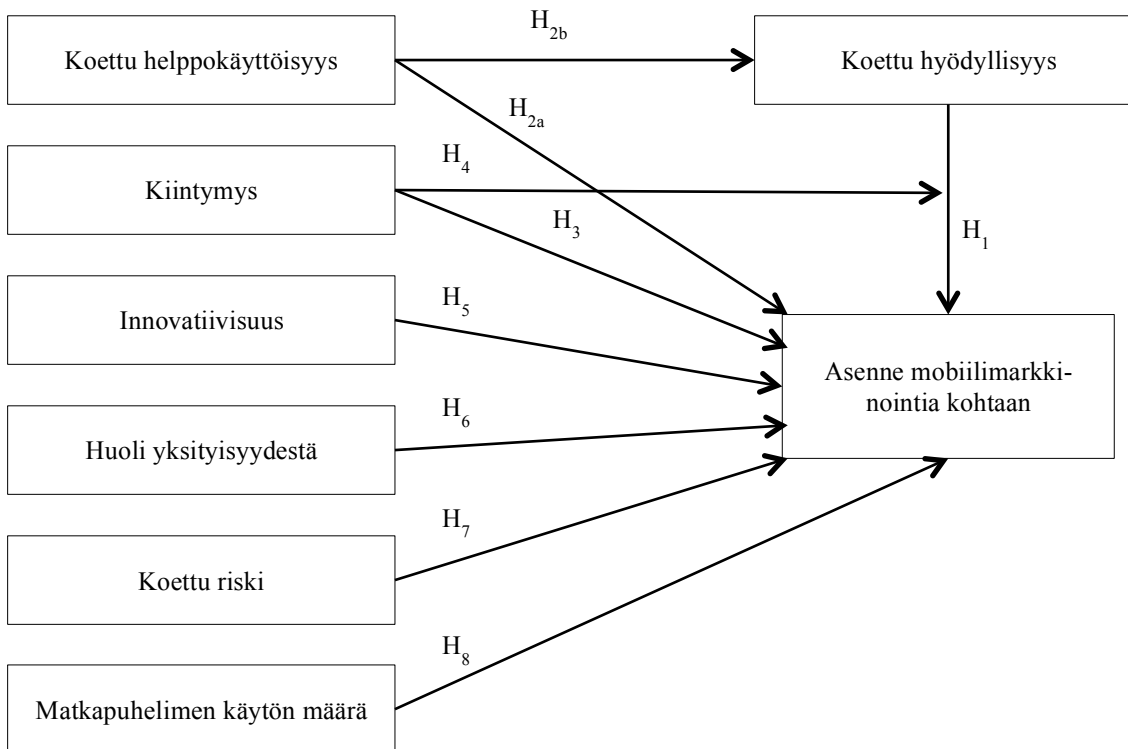 H2b
Koettu helppokäyttöisyys
Koettu hyödyllisyys
H2a
H4
Kiintymys
H3
H1
H5
Innovatiivisuus
Asenne mobiilimarkki-
nointia kohtaan
H6
Huoli yksityisyydestä
H7
Koettu riski
H8
Matkapuhelimen käytön määrä